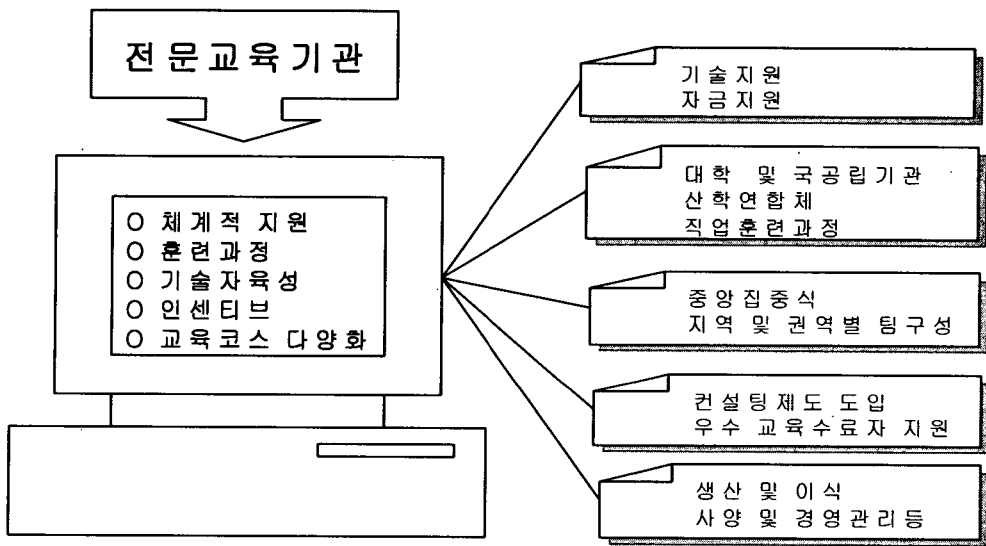 전문교육기관
O 체계적 지원
O 훈련과정
O 기술자육성
O 인센티브
O 교육코스 다양화
기술지원
자금지원
대학 및 국공립기관
산학연합체
직업훈련과정
중앙집중식
지역 및 권역별 팀구성
컨설팅제도 도입
우수 교육수료자 지원
생산 및 이식
사양 및 경영관리등